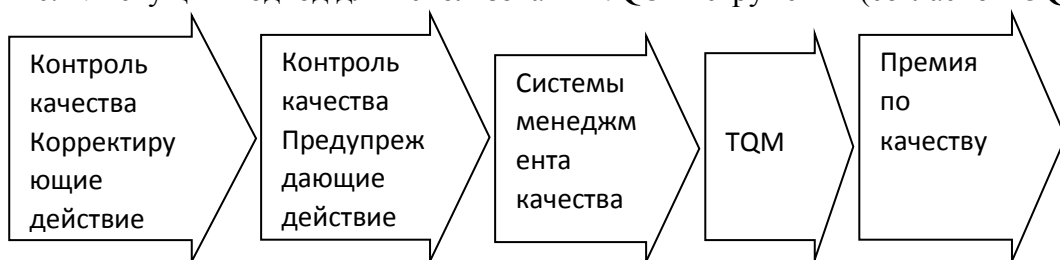 Контроль
качества
Корректиру
ющие
действие
Контроль
качества
Предупреж
дающие
действие
Системы
менеджм
ента
качества
TQM
Премия
по
качеству